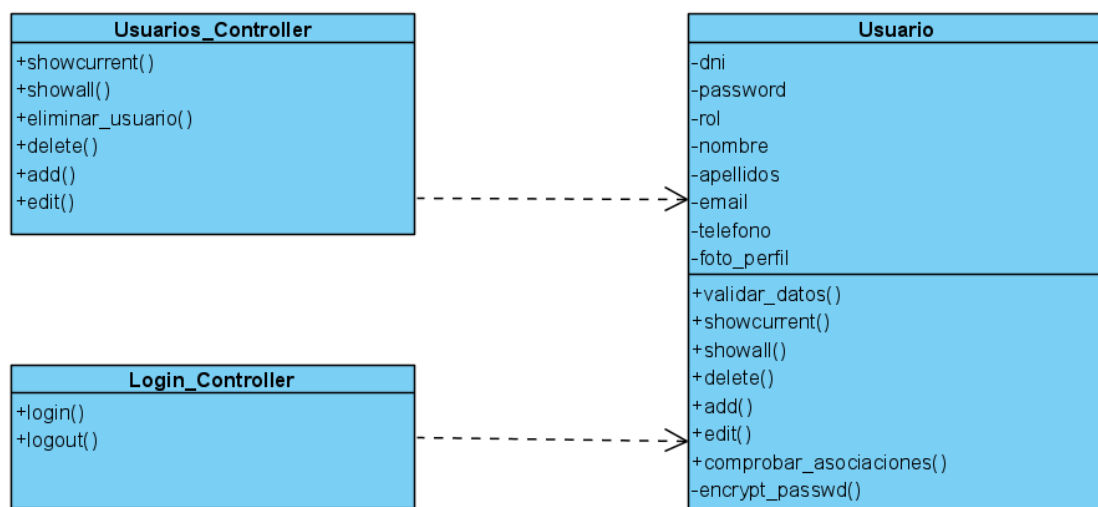 Usuarios_Controller
+showcurrent()
+showall()
+eliminar_usuario()
+delete()
+add()
+edit()
Login_Controller
+login()
+logout()
Usuario
-dni
-password
-rol
-nombre
-apellidos
-email
-telefono
-foto_perfil
+validar_datos()
+showcurrent()
+showall()
+delete()
+add()
+edit()
+comprobar_asociaciones()
-encrypt_passwd()